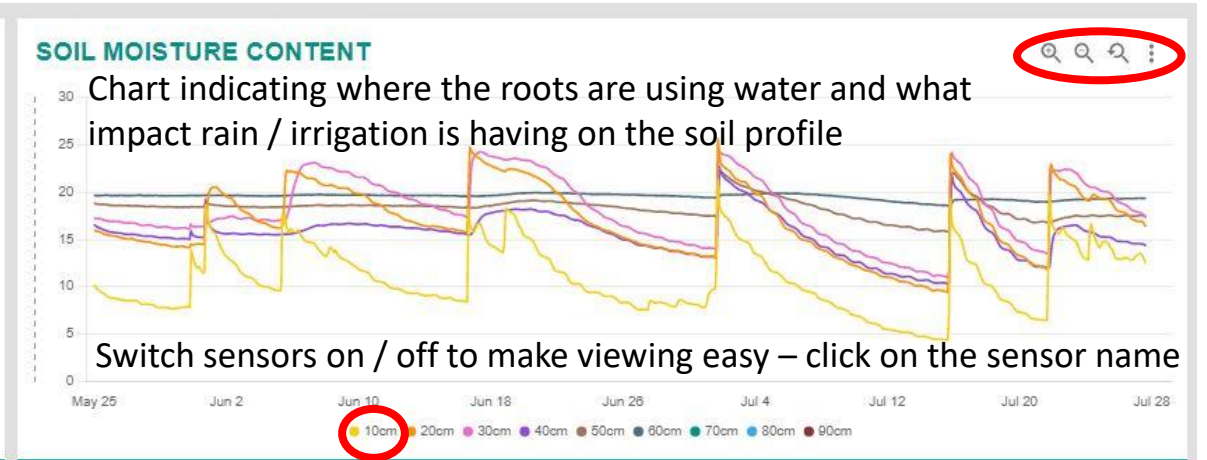 SOIL MOISTURE CONTENT
Chart indicating where the roots are using water and what
impact rain / irrigation is having on the soil profile
30
25
20
15
10
5
0
Switch sensors on / off to make viewing easy – click on the sensor name
May 25 Jun 2 Jun 10 Jun 18 Jun 26 Jul 4 Jul 12 Jul 20 Jul 28
10cm 20cm 30cm 40cm 50cm 60cm 70cm 80cm 90cm